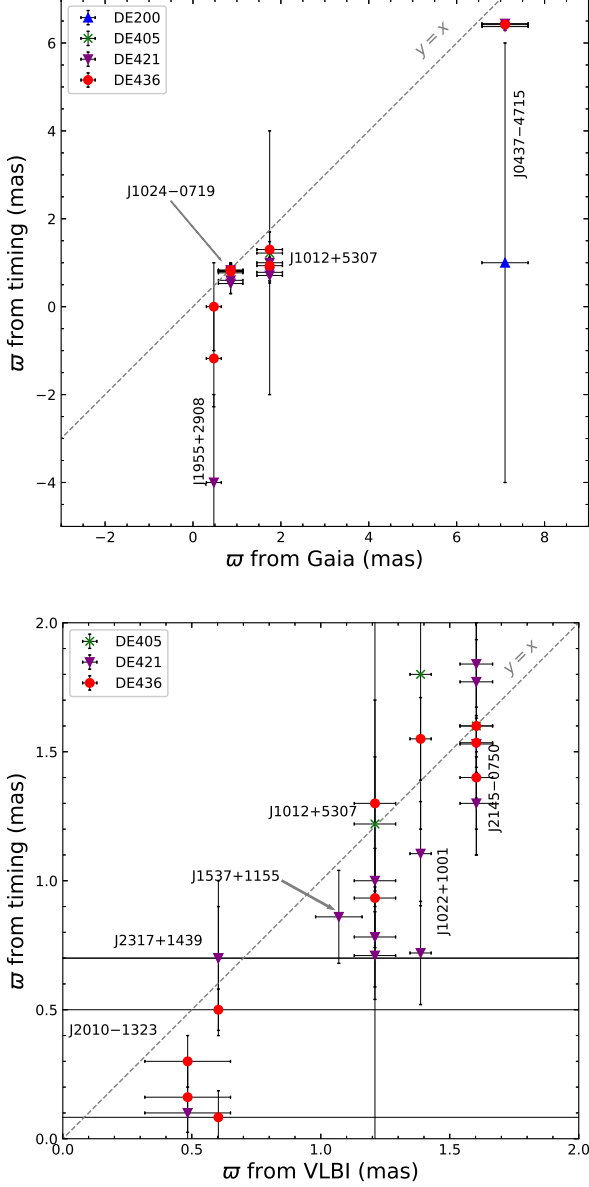 DE200
DE405
DE421
DE436
y = x
J0437−4715
J1024−0719
J1012+5307
J1955+2908
6
4
2
0
−2
−4
−2
0
2
4
6
8
ϖ from timing (mas)
ϖ from Gaia (mas)
DE405
DE421
DE436
y = x
J2145−0750
J1012+5307
J1537+1155
J1022+1001
J2317+1439
J2010−1323
2.0
1.5
1.0
0.5
0.0
0.0
0.5
1.0
1.5
2.0
ϖ from timing (mas)
ϖ from VLBI (mas)